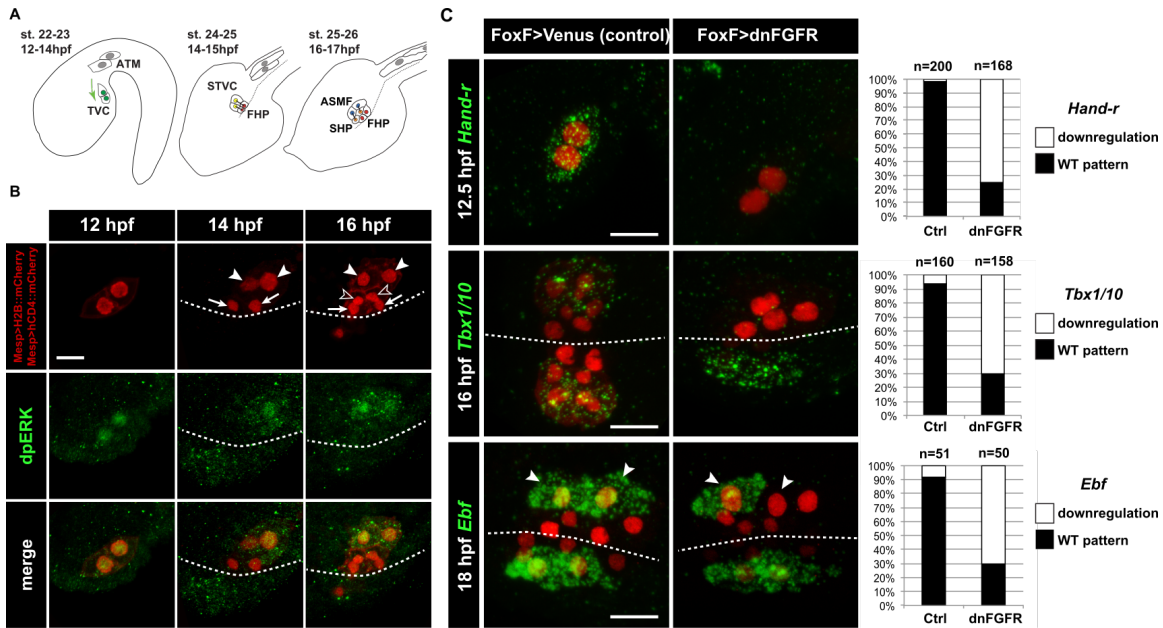 A
st. 22-23
12-14hpf
ATM
TVC
st. 24-25
14-15hpf
STVC
FHP
st. 25-26
16-17hpf
ASMF
SHP
FHP
B
12 hpf
14 hpf
16 hpf
Mesp>H2B::mCherry
Mesp>hCD4::mCherry
dpERK
merge
C
FoxF>Venus (control)
FoxF>dnFGFR
12.5 hpf Hand-r
n=200 n=168
100%
90%
80%
70%
60%
50%
40%
30%
20%
10%
0%
Ctrl dnFGFR
Hand-r
downregulation
WT pattern
16 hpf Tbx1/10
n=160 n=158
100%
90%
80%
70%
60%
50%
40%
30%
20%
10%
0%
Ctrl dnFGFR
Tbx1/10
downregulation
WT pattern
18 hpf Ebf
n=51 n=50
100%
90%
80%
70%
60%
50%
40%
30%
20%
10%
0%
Ctrl dnFGFR
Ebf
downregulation
WT pattern